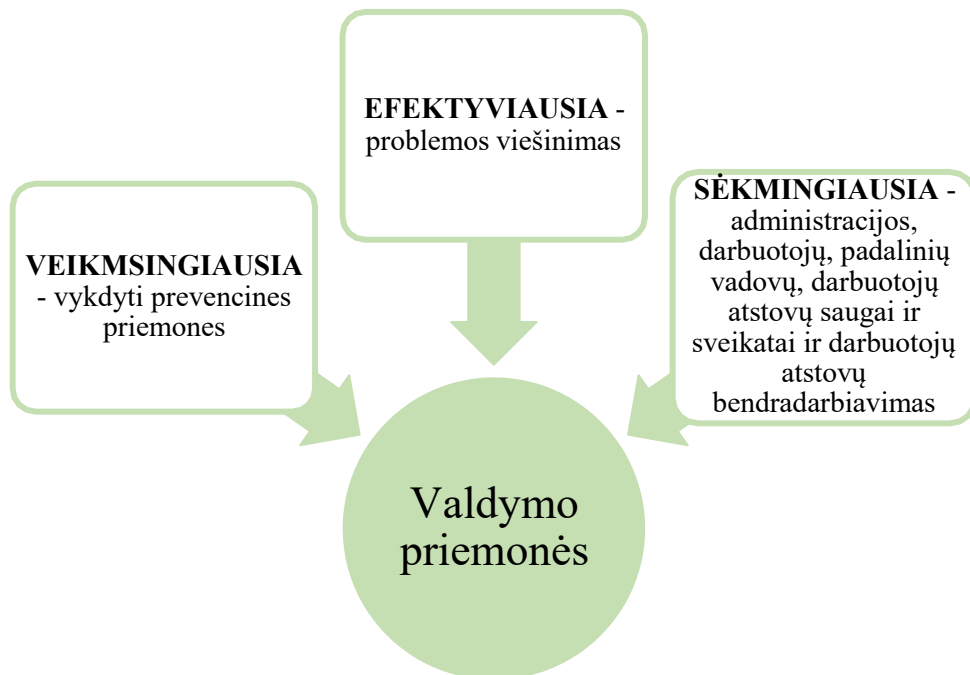 VEIKMSINGIAUSIA
- vykdyti prevencines
priemones
EFEKTYVIAUSIA -
problemos viešinimas
SĖKMINGIAUSIA -
administracijos,
darbuotojų, padalinių
vadovų, darbuotojų
atstovų saugai ir
sveikatai ir darbuotojų
atstovų
bendradarbiavimas
Valdymo
priemonės